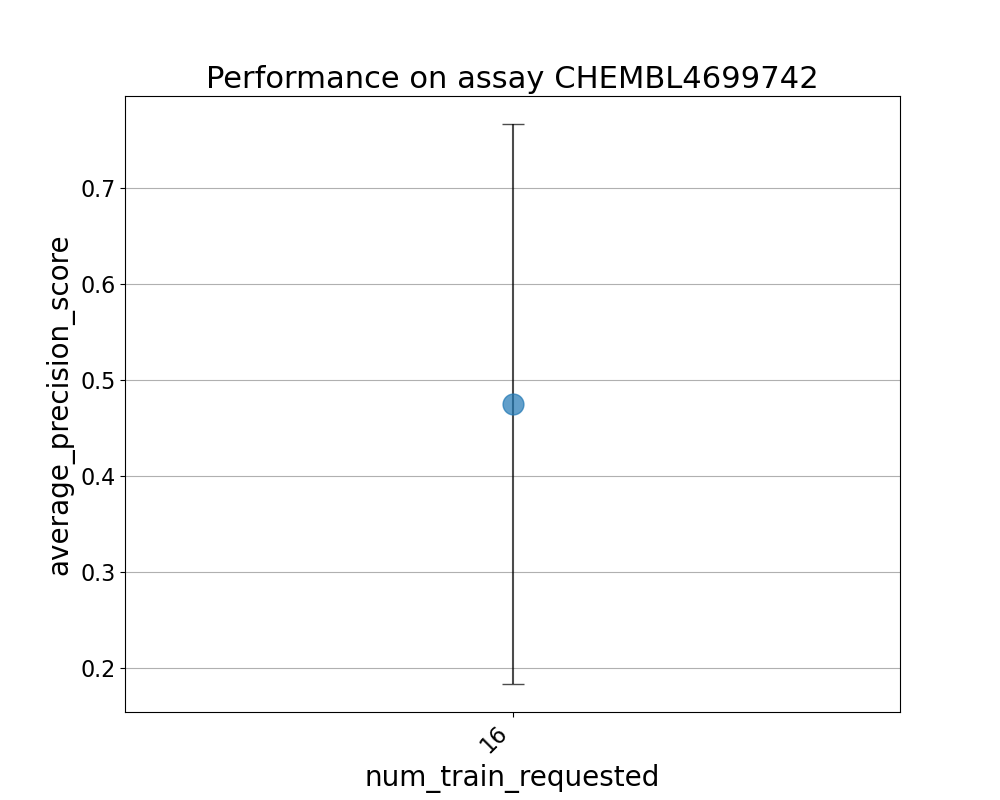 Performance on assay CHEMBL4699742
average_precision_score
0.7
0.6
0.5
0.4
0.3
0.2
16
num_train_requested